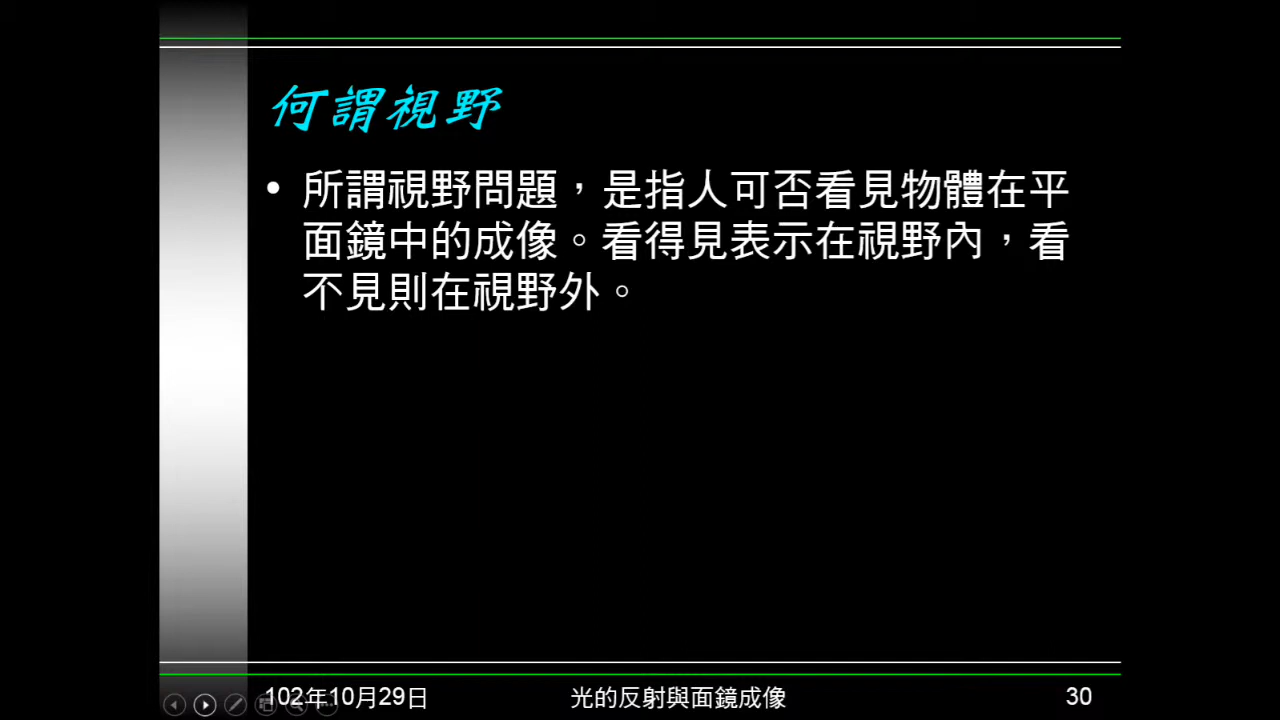 何謂視野
• 所謂視野問題，是指人可否看見物體在平
面鏡中的成像。看得見表示在視野內，看
不見則在視野外。
102年10月29日
光的反射與面鏡成像
30